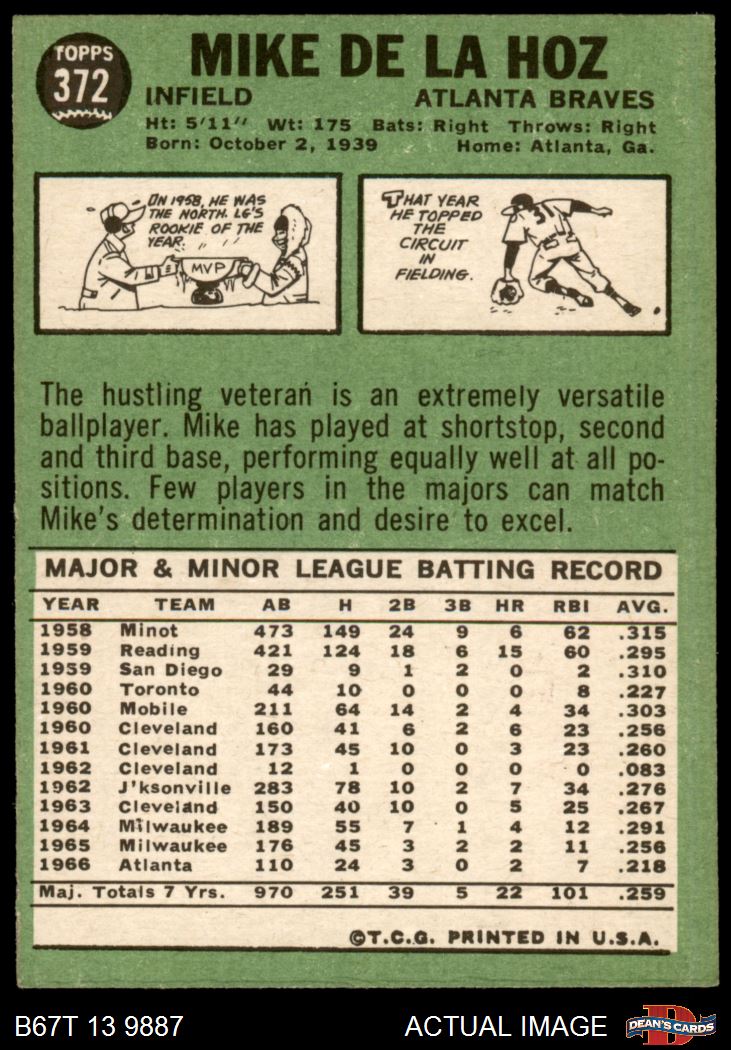 TOPPS
372
MIKE DE LA HOZ
INFIELD ATLANTA BRAVES
Ht: 5'11" Wt: 175 Bats: Right Throws: Right
Born: October 2, 1939 Home: Atlanta, Ga.
ON 1958, HE WAS
THE NORTH. LG'S
ROOKIE OF THE
YEAR.
MVP
THAT YEAR
HE TOPPED
THE
CIRCUIT
IN
FIELDING.
31
The hustling veteran is an extremely versatile
ballplayer. Mike has played at shortstop, second
and third base, performing equally well at all po-
sitions. Few players in the majors can match
Mike's determination and desire to excel.
MAJOR & MINOR LEAGUE BATTING RECORD
YEAR TEAM AB H 2B 3B HR RBI AVG.
1958 Minot 473 149 24 9 6 62 .315
1959 Reading 421 124 18 6 15 60 .295
1959 San Diego 29 9 1 2 0 2 .310
1960 Toronto 44 10 0 0 0 8 .227
1960 Mobile 211 64 14 2 4 34 .303
1960 Cleveland 160 41 6 2 6 23 .256
1961 Cleveland 173 45 10 0 3 23 .260
1962 Cleveland 12 1 0 0 0 0 .083
1962 J'ksonville 283 78 10 2 7 34 .276
1963 Cleveland 150 40 10 0 5 25 .267
1964 Milwaukee 189 55 7 1 4 12 .291
1965 Milwaukee 176 45 3 2 2 11 .256
1966 Atlanta 110 24 3 0 2 7 .218
Maj. Totals 7 Yrs. 970 251 39 5 22 101 .259
©T.C.G. PRINTED IN U.S.A.
B67T 13 9887 ACTUAL IMAGE
D
DEAN'S CARDS